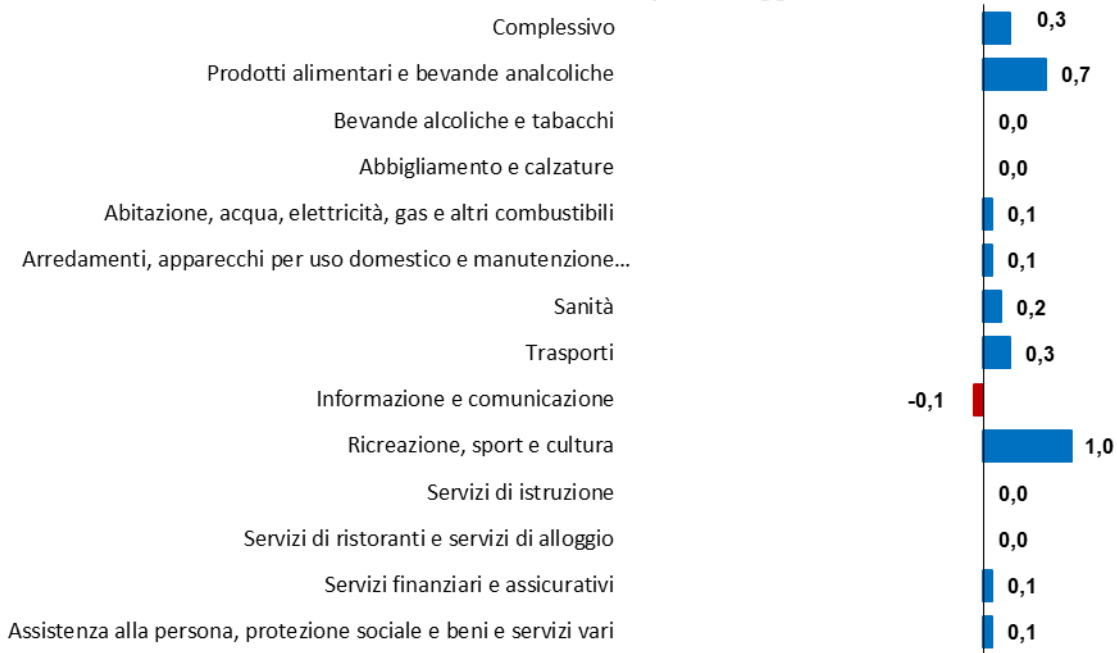 Complessivo 0,3
Prodotti alimentari e bevande analcoliche 0,7
Bevande alcoliche e tabacchi 0,0
Abbigliamento e calzature 0,0
Abitazione, acqua, elettricità, gas e altri combustibili 0,1
Arredamenti, apparecchi per uso domestico e manutenzione... 0,1
Sanità 0,2
Trasporti 0,3
Informazione e comunicazione -0,1
Ricreazione, sport e cultura 1,0
Servizi di istruzione 0,0
Servizi di ristoranti e servizi di alloggio 0,0
Servizi finanziari e assicurativi 0,1
Assistenza alla persona, protezione sociale e beni e servizi vari 0,1